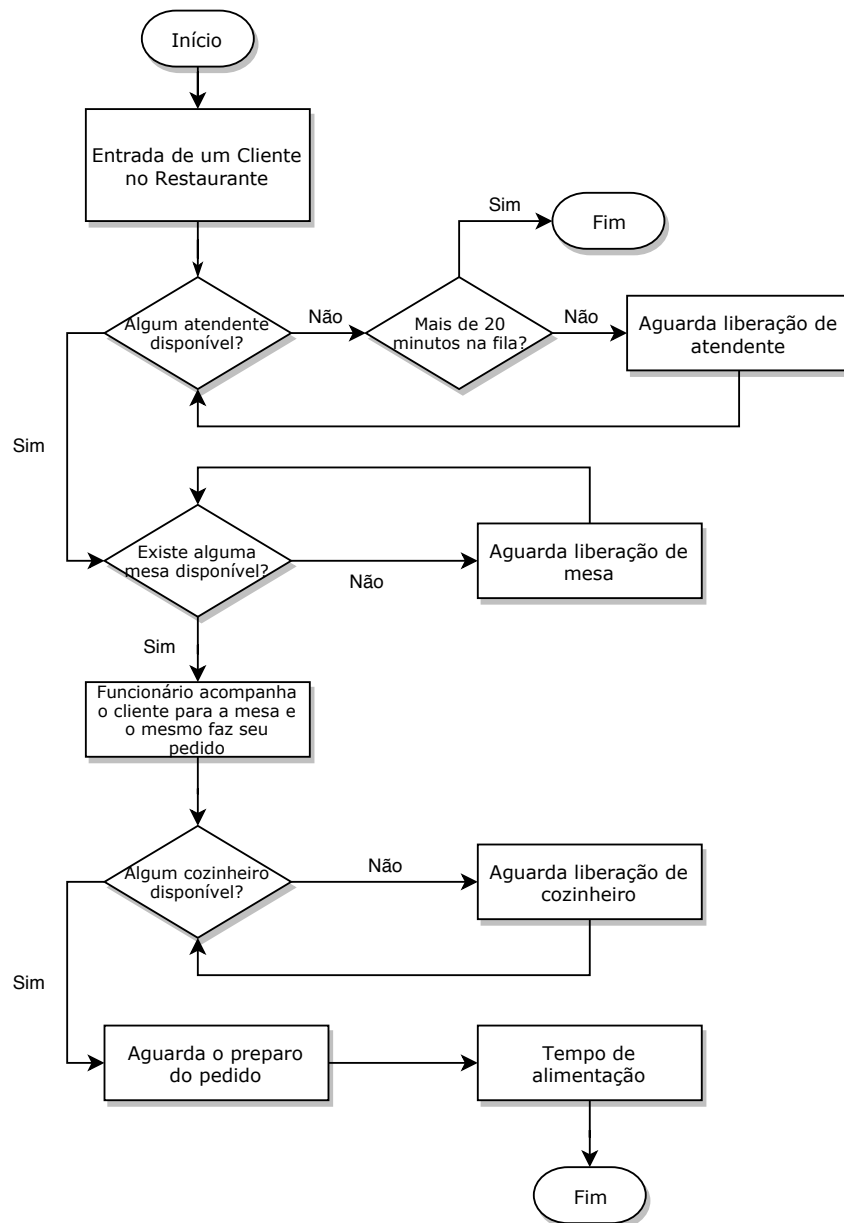 Início
Entrada de um Cliente
no Restaurante
Sim
Fim
Algum atendente
disponível?
Não
Mais de 20
minutos na fila?
Não
Aguarda liberação de
atendente
Sim
Existe alguma
mesa disponível?
Não
Aguarda liberação de
mesa
Sim
Funcionário acompanha
o cliente para a mesa e
o mesmo faz seu
pedido
Algum cozinheiro
disponível?
Não
Aguarda liberação de
cozinheiro
Sim
Aguarda o preparo
do pedido
Tempo de
alimentação
Fim